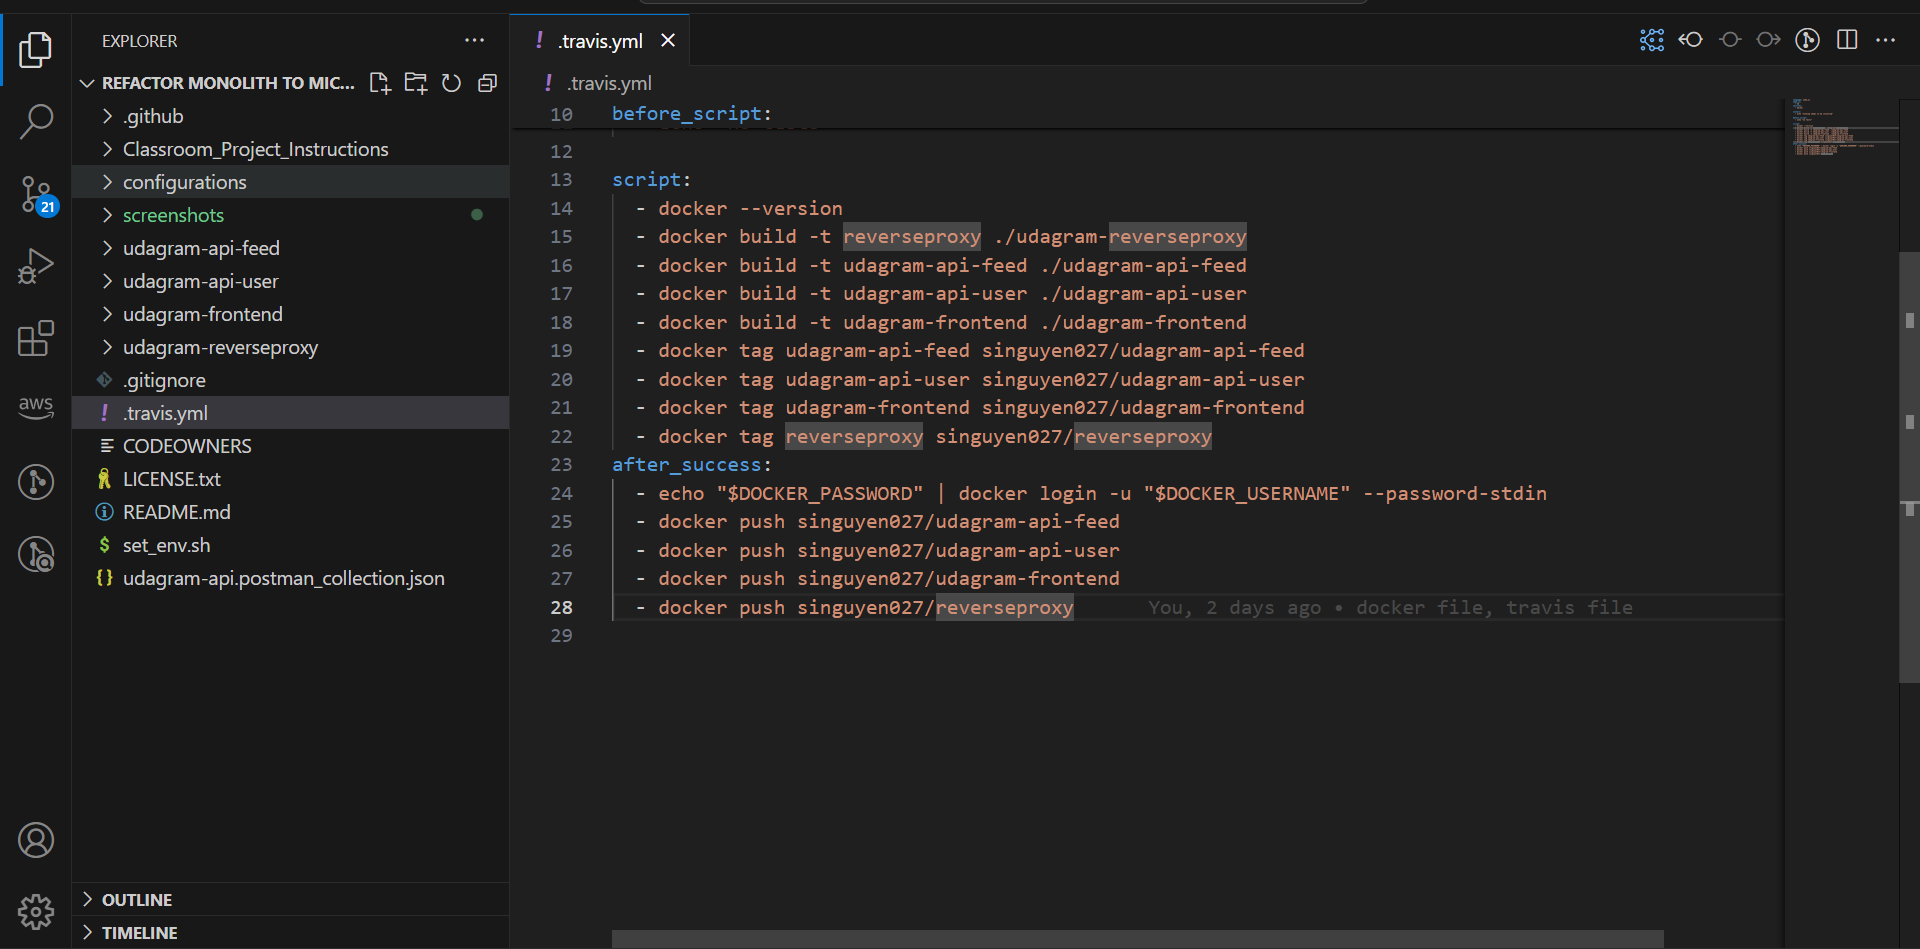 EXPLORER
REFACTOR MONOLITH TO MIC...
.github
Classroom_Project_Instructions
configurations
screenshots
udagram-api-feed
udagram-api-user
udagram-frontend
udagram-reverseproxy
.gitignore
.travis.yml
CODEOWNERS
LICENSE.txt
README.md
set_env.sh
udagram-api.postman_collection.json
OUTLINE
TIMELINE
21
aws
.travis.yml
.travis.yml
10 before_script:
12
13 script:
14 - docker --version
15 - docker build -t reverseproxy ./udagram-reverseproxy
16 - docker build -t udagram-api-feed ./udagram-api-feed
17 - docker build -t udagram-api-user ./udagram-api-user
18 - docker build -t udagram-frontend ./udagram-frontend
19 - docker tag udagram-api-feed singuyen027/udagram-api-feed
20 - docker tag udagram-api-user singuyen027/udagram-api-user
21 - docker tag udagram-frontend singuyen027/udagram-frontend
22 - docker tag reverseproxy singuyen027/reverseproxy
23 after_success:
24 - echo "$DOCKER_PASSWORD" | docker login -u "$DOCKER_USERNAME" --password-stdin
25 - docker push singuyen027/udagram-api-feed
26 - docker push singuyen027/udagram-api-user
27 - docker push singuyen027/udagram-frontend
28 - docker push singuyen027/reverseproxy You, 2 days ago • docker file, travis file
29